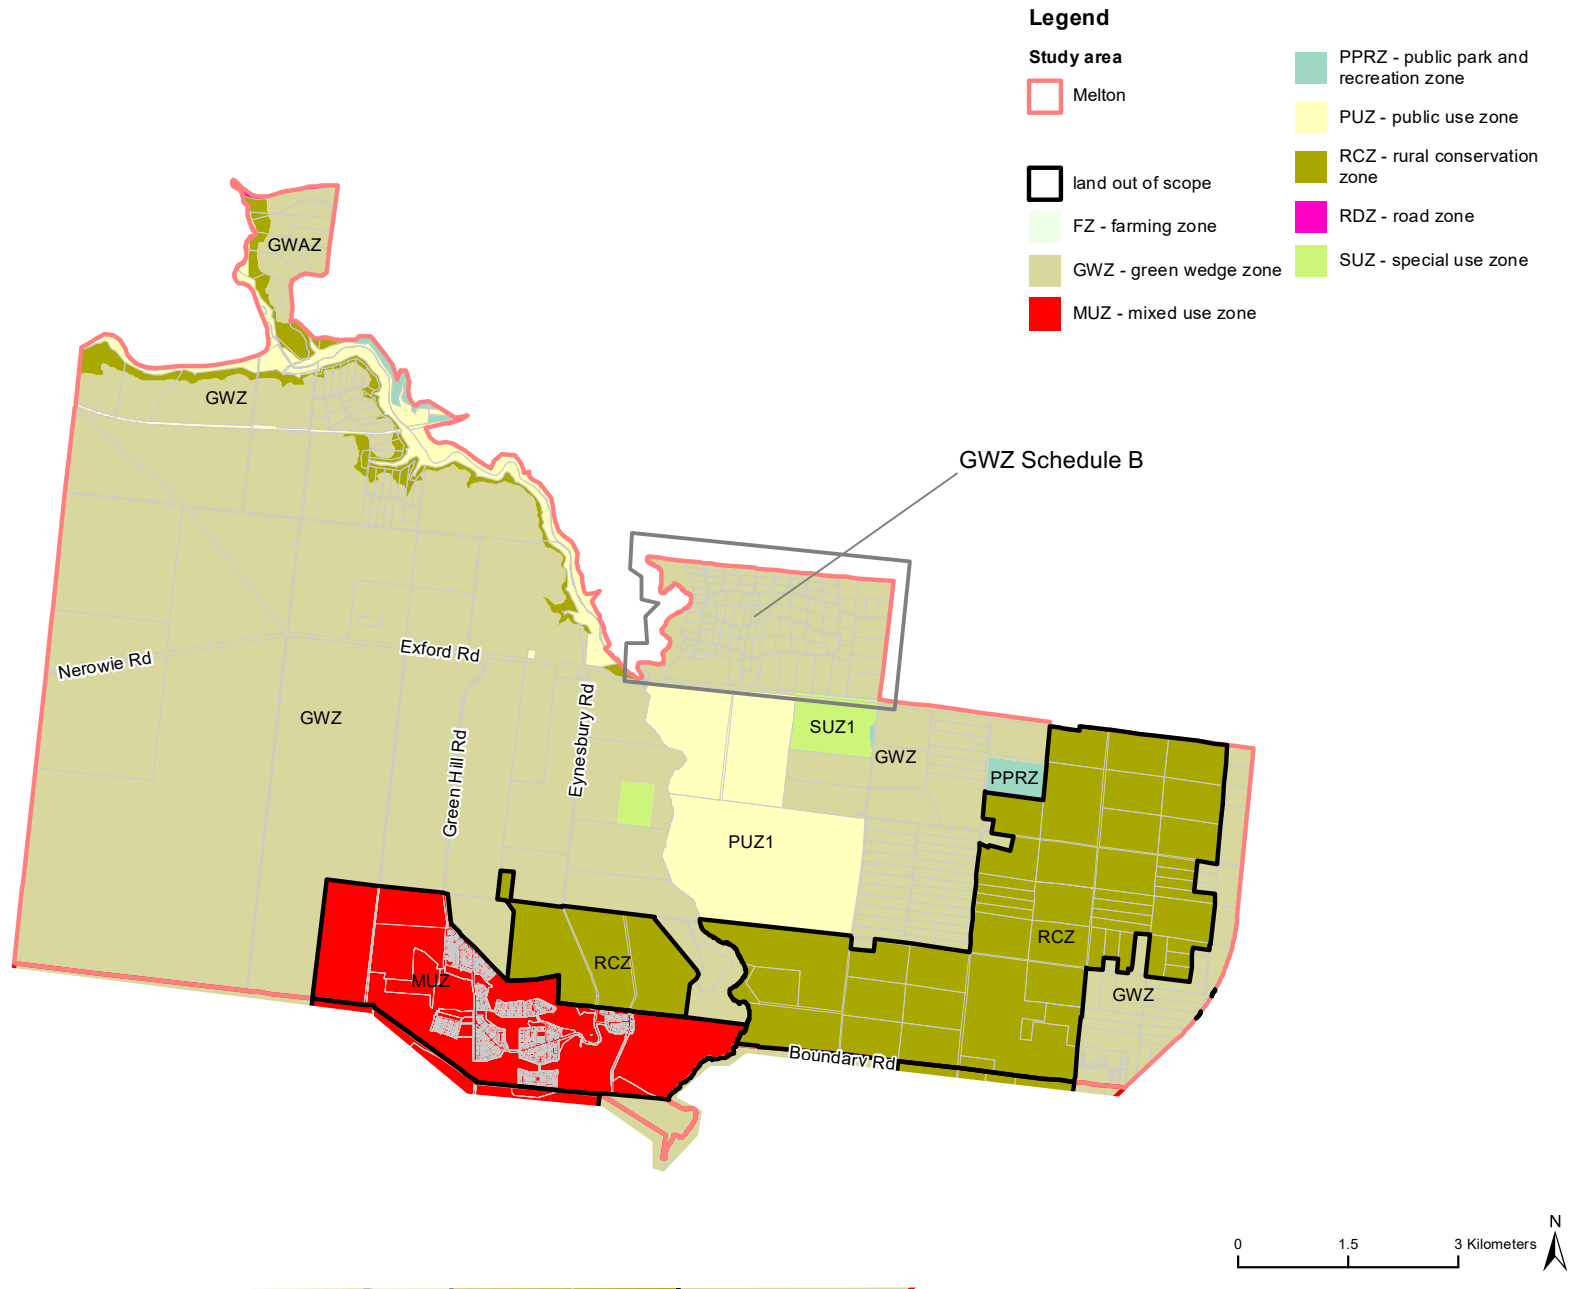 Legend
Study area
Melton
land out of scope
FZ - farming zone
GWZ - green wedge zone
MUZ - mixed use zone
PPRZ - public park and
recreation zone
PUZ - public use zone
RCZ - rural conservation
zone
RDZ - road zone
SUZ - special use zone
GWAZ
GWZ
GWZ Schedule B
Nerowie Rd
Exford Rd
GWZ
Green Hill Rd
Eynesbury Rd
SUZ1
GWZ
PPRZ
PUZ1
RCZ
RCZ
MUZ
GWZ
Boundary Rd
0 1.5 3 Kilometers
N